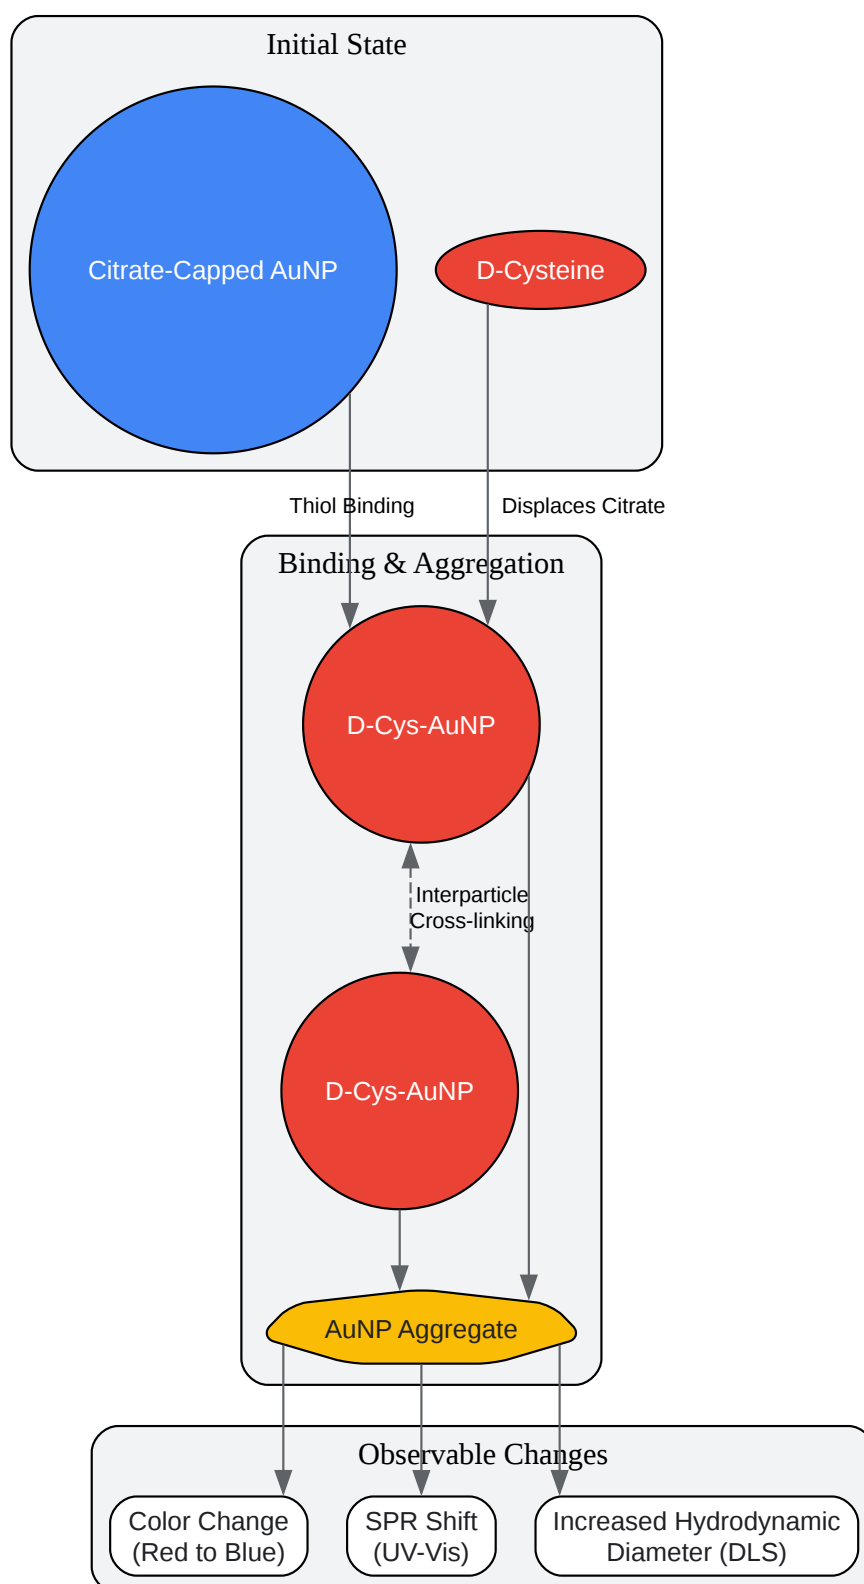 Initial State
Citrate-Capped AuNP
D-Cysteine
Thiol Binding
Displaces Citrate
Binding & Aggregation
D-Cys-AuNP
Interparticle
Cross-linking
D-Cys-AuNP
AuNP Aggregate
Observable Changes
Color Change
(Red to Blue)
SPR Shift
(UV-Vis)
Increased Hydrodynamic
Diameter (DLS)